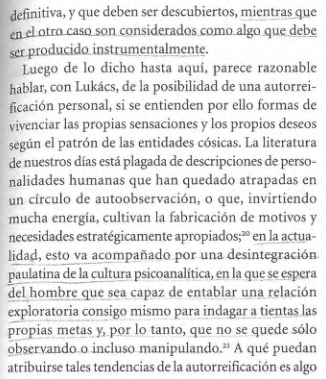 definitiva, y que deben ser descubiertos, mientras que
en el otro caso son considerados como algo que debe
ser producido instrumentalmente.
Luego de lo dicho hasta aquí, parece razonable
hablar, con Lukács, de la posibilidad de una autorrei-
ficación personal, si se entienden por ello formas de
vivenciar las propias sensaciones y los propios deseos
según el patrón de las entidades cósicas. La literatura
de nuestros días está plagada de descripciones de perso-
nalidades humanas que han quedado atrapadas en
un círculo de autoobservación, o que, invirtiendo
mucha energía, cultivan la fabricación de motivos y
necesidades estratégicamente apropiados;²⁰ en la actua-
lidad, esto va acompañado por una desintegración
paulatina de la cultura psicoanalítica, en la que se espera
del hombre que sea capaz de entablar una relación
exploratoria consigo mismo para indagar a tientas las
propias metas y, por lo tanto, que no se quede sólo
observando o incluso manipulando.²¹ A qué puedan
atribuirse tales tendencias de la autorreificación es algo